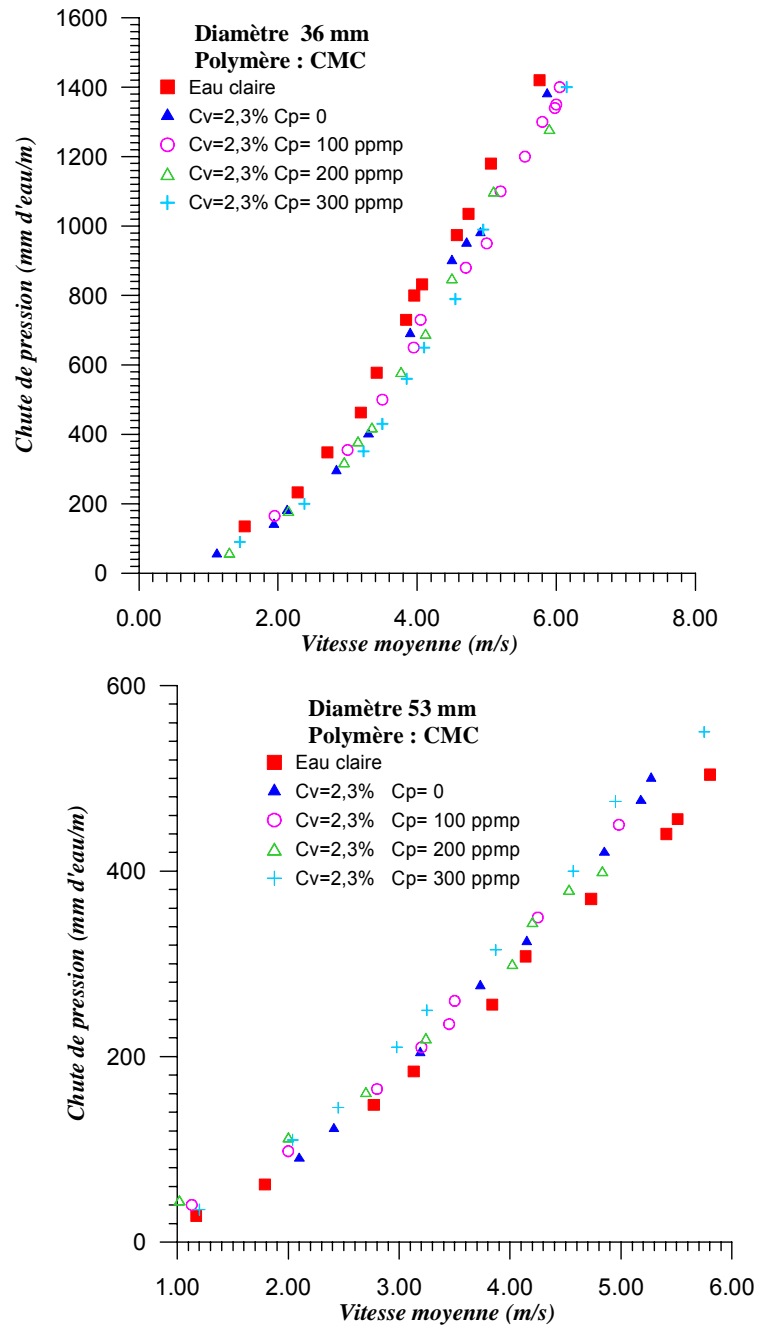 1600
Diamètre 36 mm
Polymère : CMC
Eau claire
Cv=2,3% Cp= 0
Cv=2,3% Cp= 100 ppmp
Cv=2,3% Cp= 200 ppmp
Cv=2,3% Cp= 300 ppmp
1400
1200
1000
800
600
400
200
0
Chute de pression (mm d'eau/m)
0.00 2.00 4.00 6.00 8.00
Vitesse moyenne (m/s)
600
Diamètre 53 mm
Polymère : CMC
Eau claire
Cv=2,3% Cp= 0
Cv=2,3% Cp= 100 ppmp
Cv=2,3% Cp= 200 ppmp
Cv=2,3% Cp= 300 ppmp
400
200
0
Chute de pression (mm d'eau/m)
1.00 2.00 3.00 4.00 5.00 6.00
Vitesse moyenne (m/s)